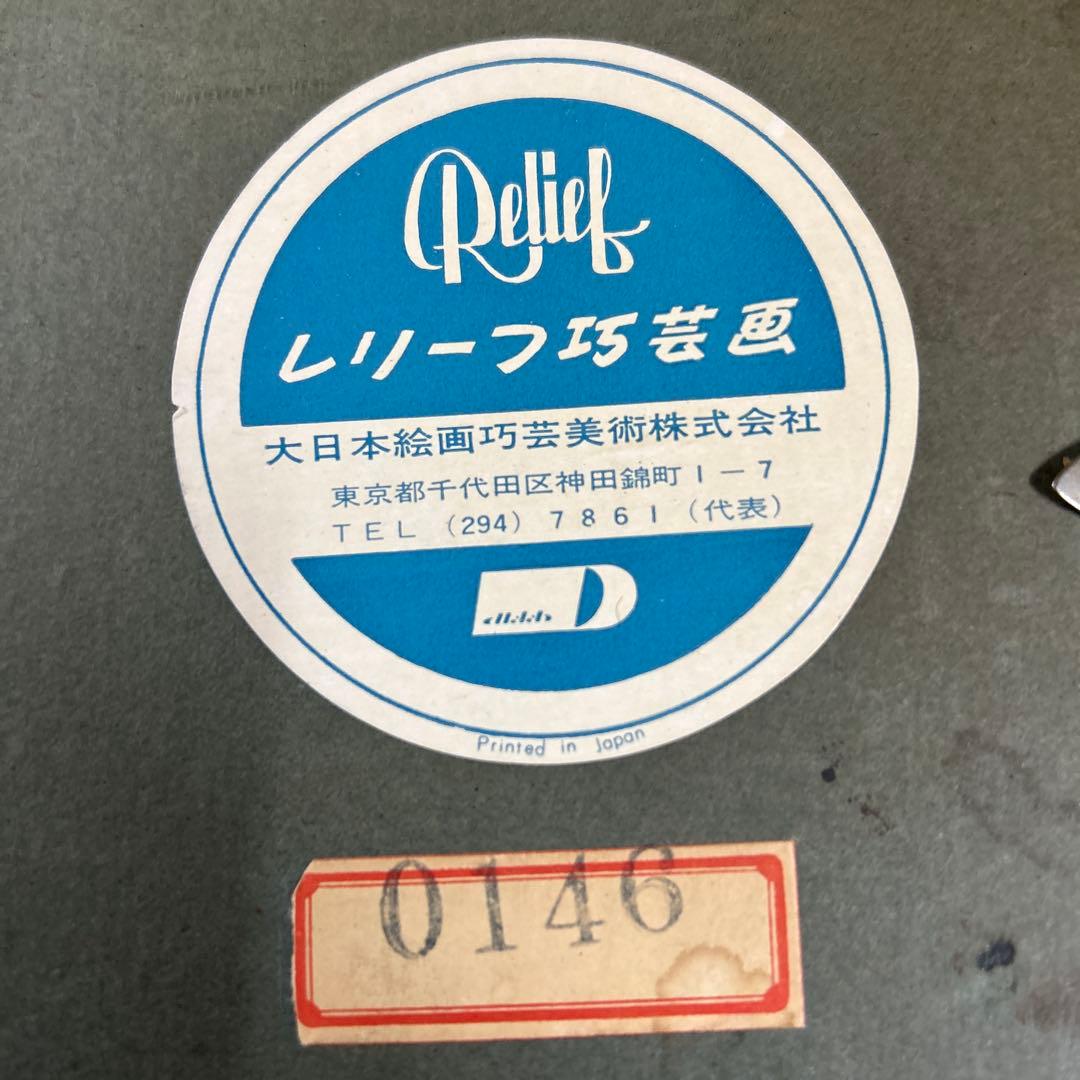 Relief
レリーフ巧芸画
大日本絵画巧芸美術株式会社
東京都千代田区神田錦町1-7
TEL (294) 7861 (代表)
Printed in Japan
0146